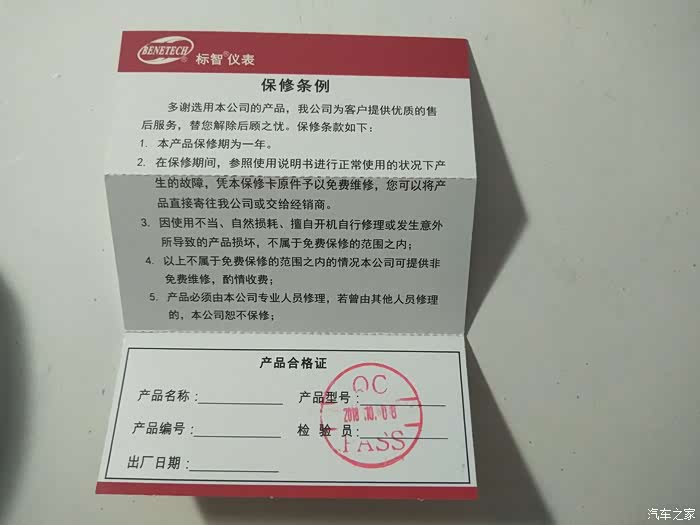 BENETECH ® 标智®仪表
保修条例
多谢选用本公司的产品，我公司为客户提供优质的售
后服务，替您解除后顾之忧。保修条款如下：
1. 本产品保修期为一年。
2. 在保修期间，参照使用说明书进行正常使用的状况下产
生的故障，凭本保修卡原件予以免费维修，您可以将产
品直接寄往我公司或交给经销商。
3. 因使用不当、自然损耗、擅自开机自行修理或发生意外
所导致的产品损坏，不属于免费保修的范围之内；
4. 以上不属于免费保修的范围之内的情况本公司可提供非
免费维修，酌情收费；
5. 产品必须由本公司专业人员修理，若曾由其他人员修理
的，本公司恕不保修；
产品合格证
产品名称： 产品型号：
产品编号： 检 验 员：
出厂日期：
QC
2018.10.08
PASS
汽车之家